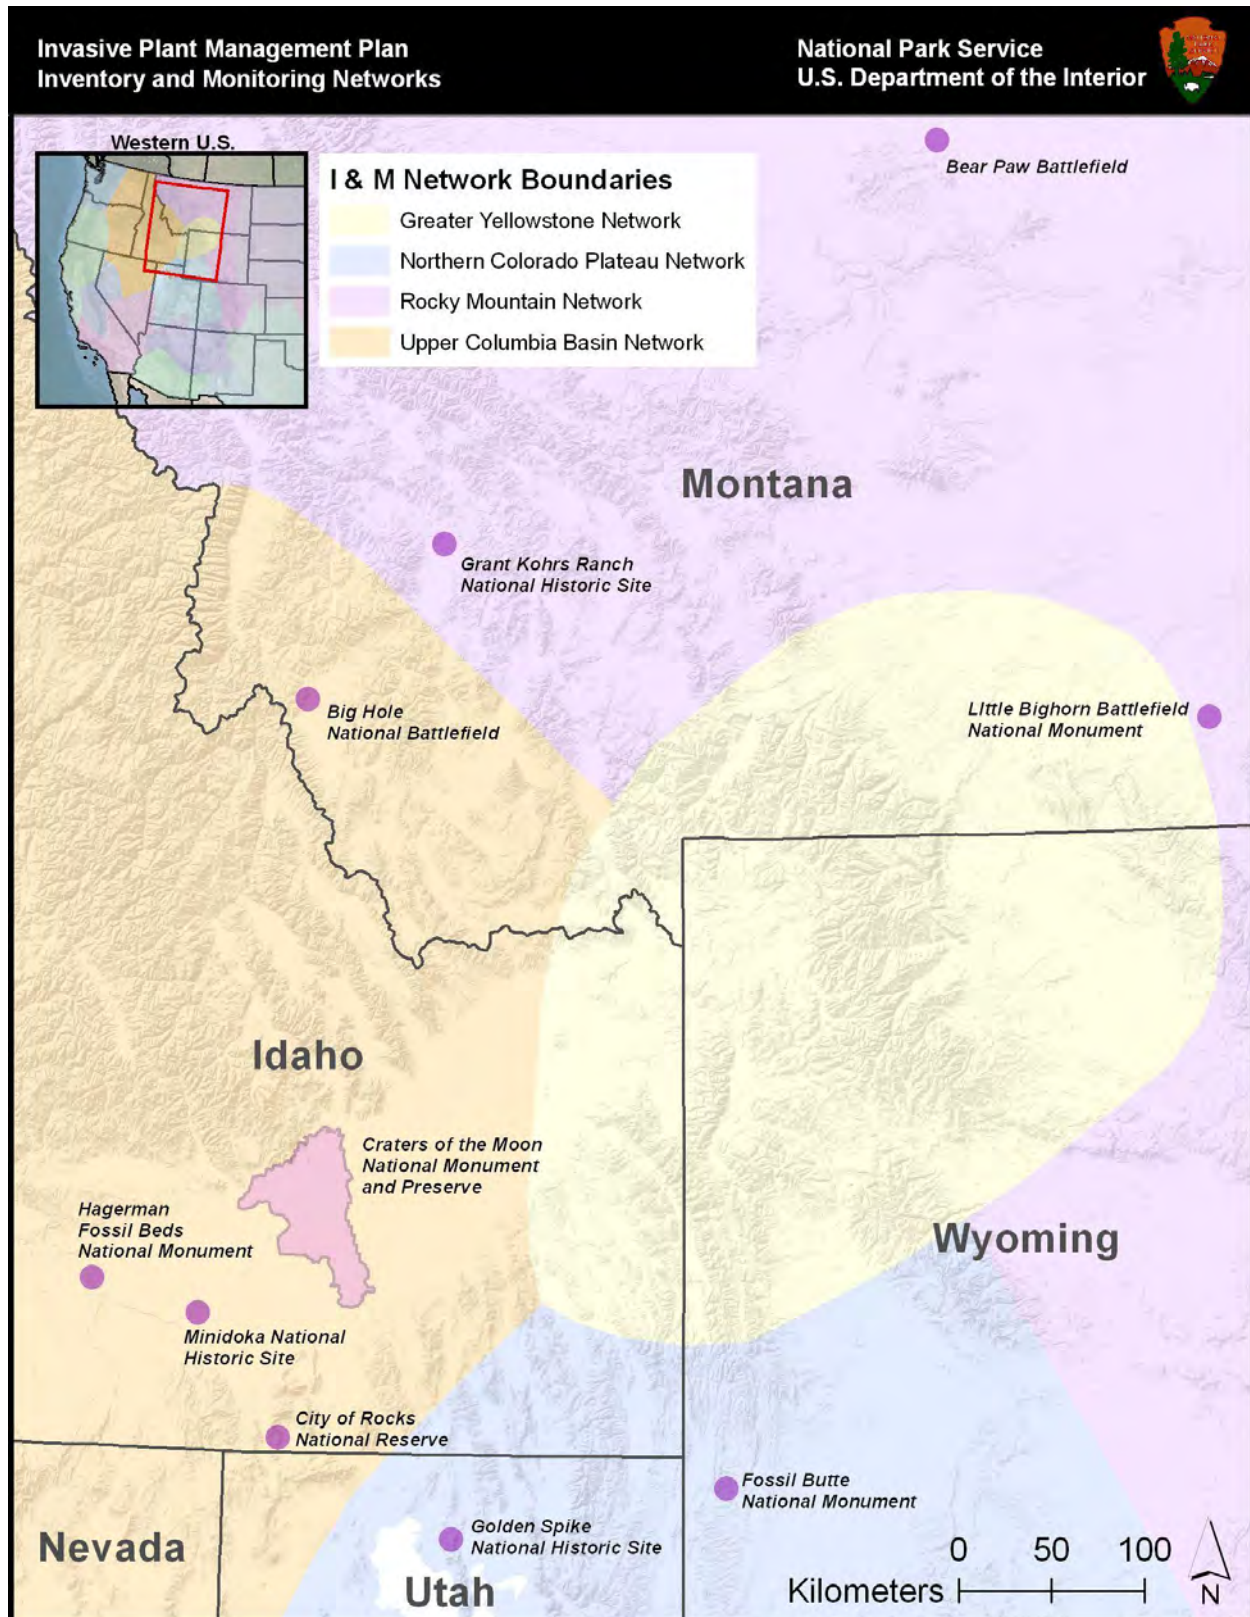 Invasive Plant Management Plan
Inventory and Monitoring Networks
National Park Service
U.S. Department of the Interior
Western U.S.
I & M Network Boundaries
Greater Yellowstone Network
Northern Colorado Plateau Network
Rocky Mountain Network
Upper Columbia Basin Network
Bear Paw Battlefield
Montana
Grant Kohrs Ranch
National Historic Site
Big Hole
National Battlefield
LIttle Bighorn Battlefield
National Monument
Idaho
Craters of the Moon
National Monument
and Preserve
Hagerman
Fossil Beds
National Monument
Wyoming
Minidoka National
Historic Site
City of Rocks
National Reserve
Fossil Butte
National Monument
Golden Spike
National Historic Site
Nevada
Utah
0 50 100
Kilometers
N